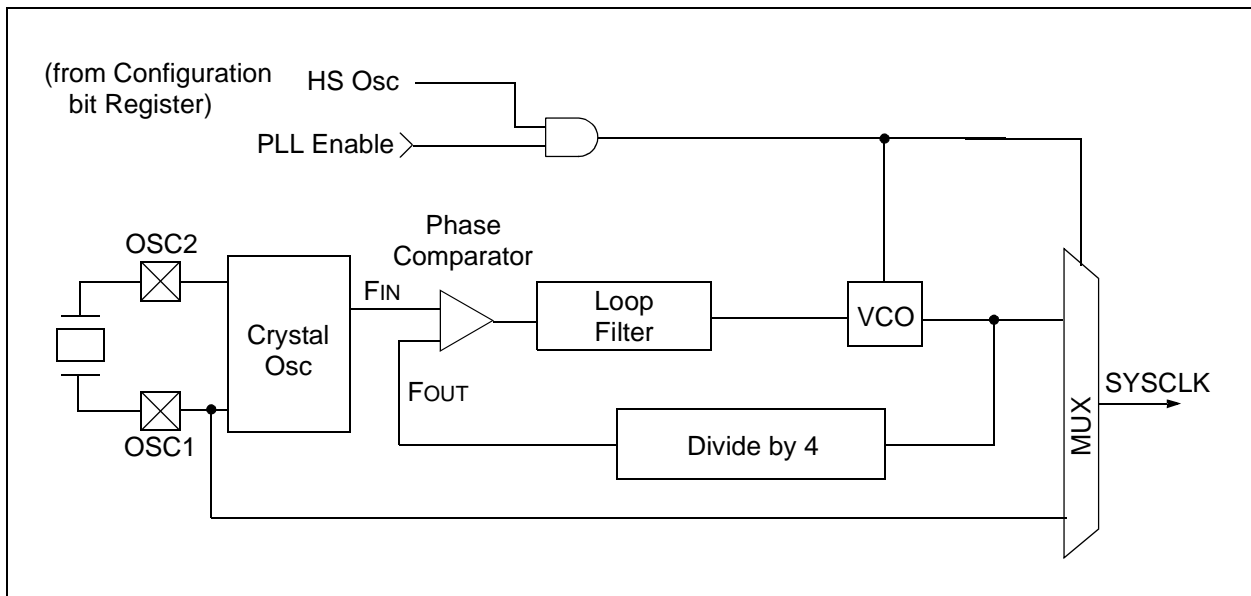 (from Configuration
bit Register)
HS Osc
PLL Enable
Phase
Comparator
OSC2
FIN
Crystal
Osc
Loop
Filter
VCO
SYSCLK
MUX
FOUT
OSC1
Divide by 4